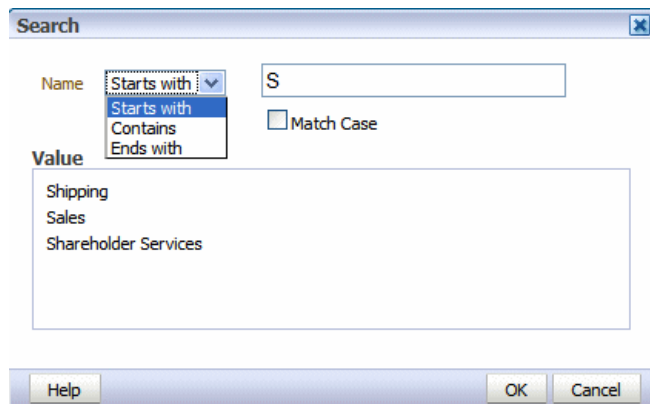 Search
Name Starts with S
Starts with
Contains
Ends with
Match Case
Value
Shipping
Sales
Shareholder Services
Help OK Cancel